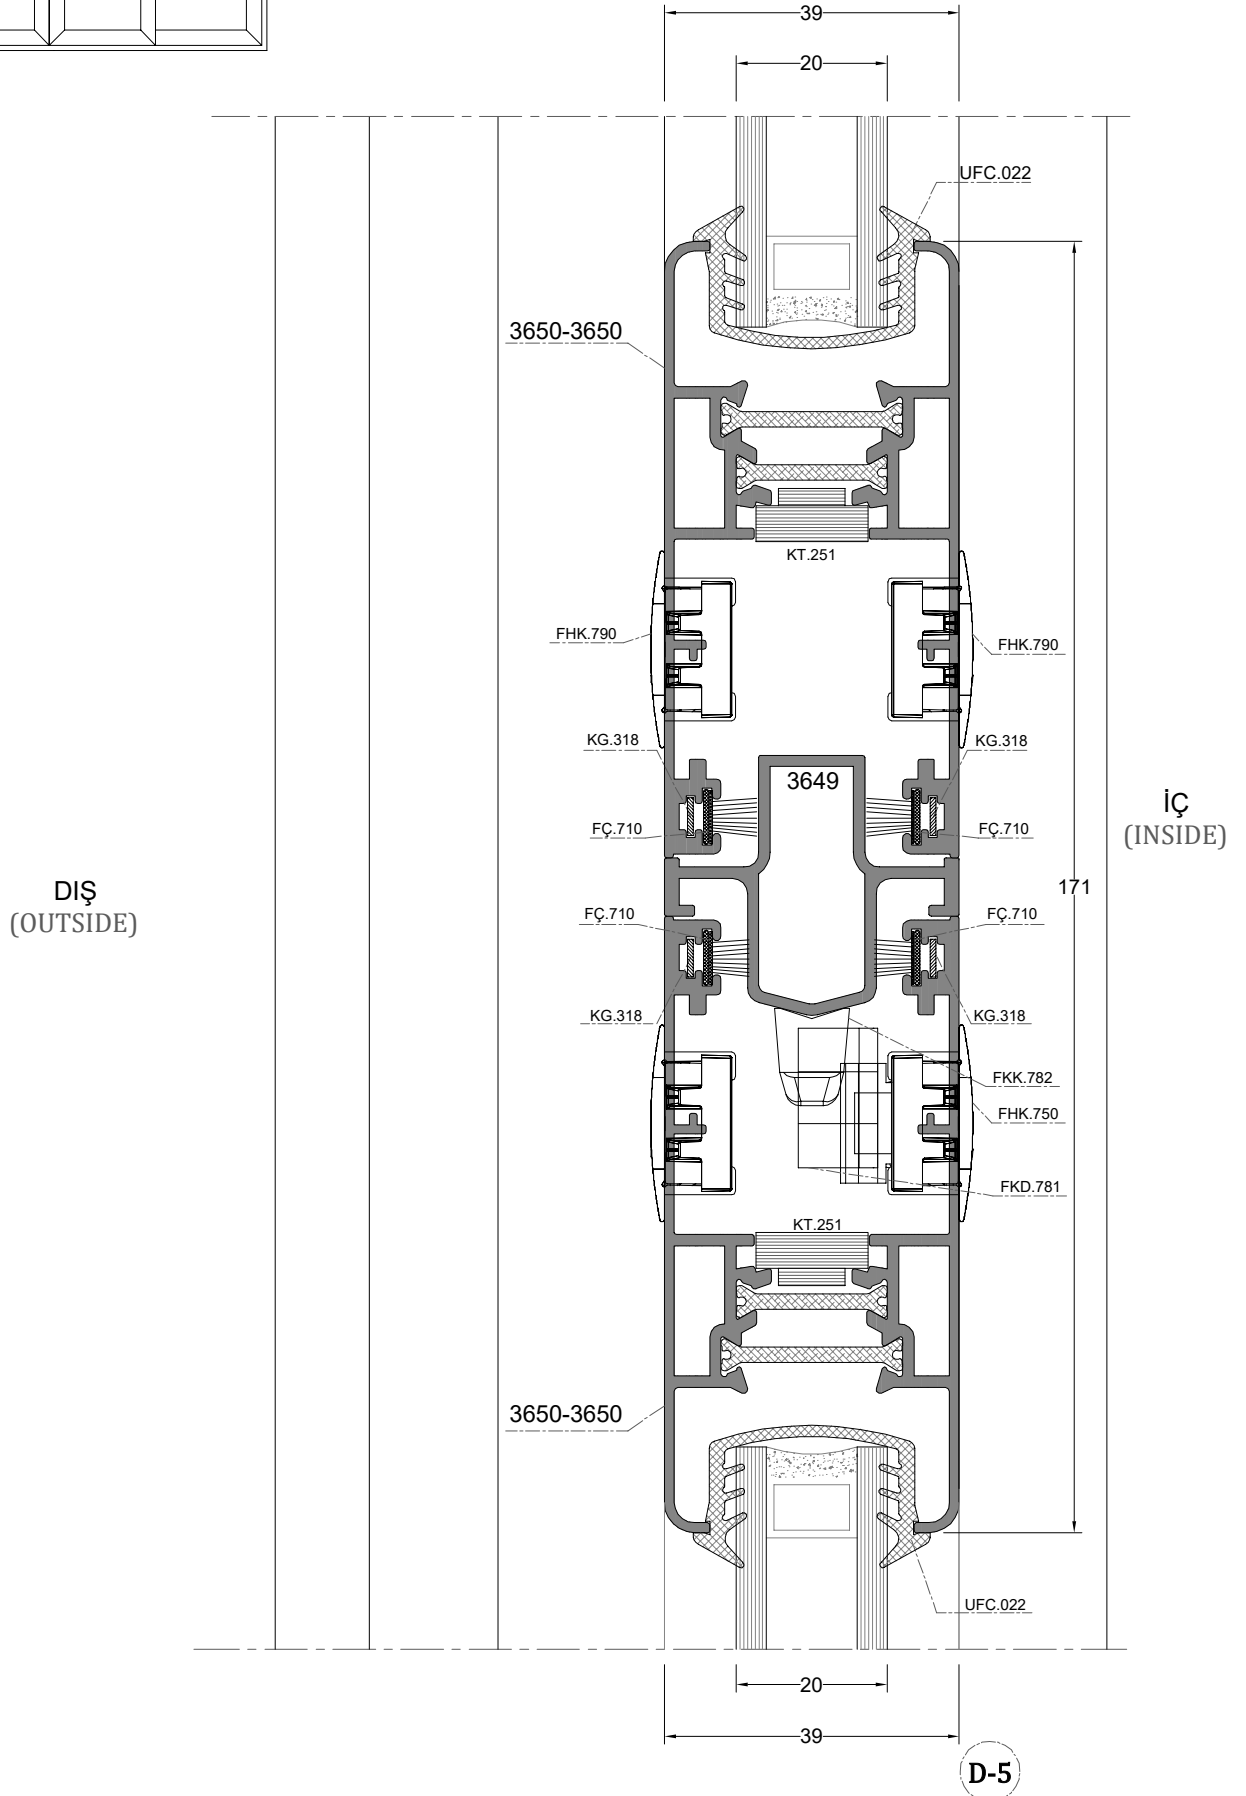 39
20
UFC.022
3650-3650
KT.251
FHK.790
FHK.790
KG.318
KG.318
3649
FÇ.710
FÇ.710
İÇ
(INSIDE)
171
DIŞ
(OUTSIDE)
FÇ.710
FÇ.710
KG.318
KG.318
FKK.782
FHK.750
FKD.781
KT.251
3650-3650
UFC.022
20
39
D-5